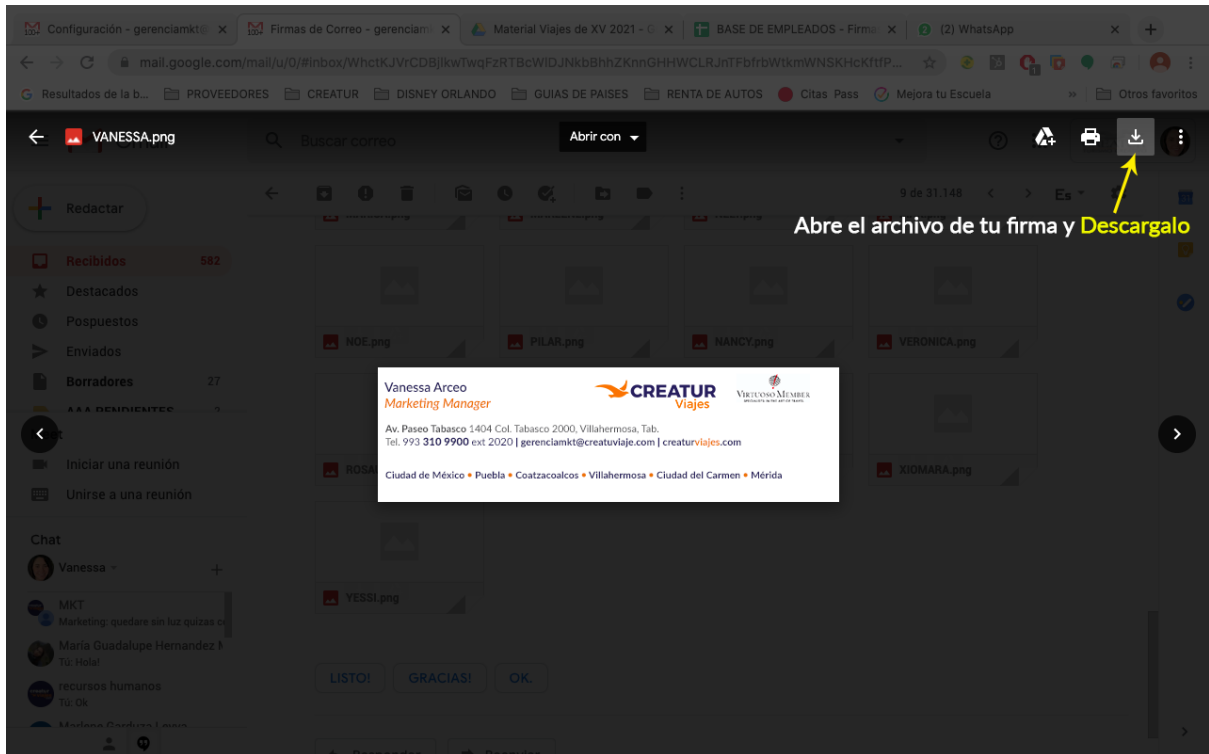 Configuración - gerenciamkt@
Firmas de Correo - gerenciam
Material Viajes de XV 2021 - G
BASE DE EMPLEADOS - Firma
(2) WhatsApp
mail.google.com/mail/u/0/#inbox/
Resultados de la b...
PROVEEDORES
CREATUR
DISNEY ORLANDO
GUIAS DE PAISES
RENTA DE AUTOS
Citas Pass
Mejora tu Escuela
»
Otros favoritos
VANESSA.png
Buscar correo
Abrir con
Redactar
9 de 31.148
Es
Abre el archivo de tu firma y Descargalo
Recibidos 582
Destacados
Pospuestos
Enviados
Borradores 27
AAA PENDIENTES
NOE.png
PILAR.png
NANCY.png
VERONICA.png
Vanessa Arceo
Marketing Manager
CREATUR
Viajes
VIRTUOSO MEMBER
Av. Paseo Tabasco 1404 Col. Tabasco 2000, Villahermosa, Tab.
Tel. 993 310 9900 ext 2020 | gerenciamkt@creatuviaje.com | creaturviajes.com
Ciudad de México • Puebla • Coatzacoalcos • Villahermosa • Ciudad del Carmen • Mérida
Iniciar una reunión
Unirse a una reunión
XIOMARA.png
Chat
Vanessa
MKT
Marketing: quedare sin luz quizas
YESSI.png
Maria Guadalupe Hernandez
Tú: Hola!
recursos humanos
Tú: Ok
LISTO!
GRACIAS!
OK.
Responder